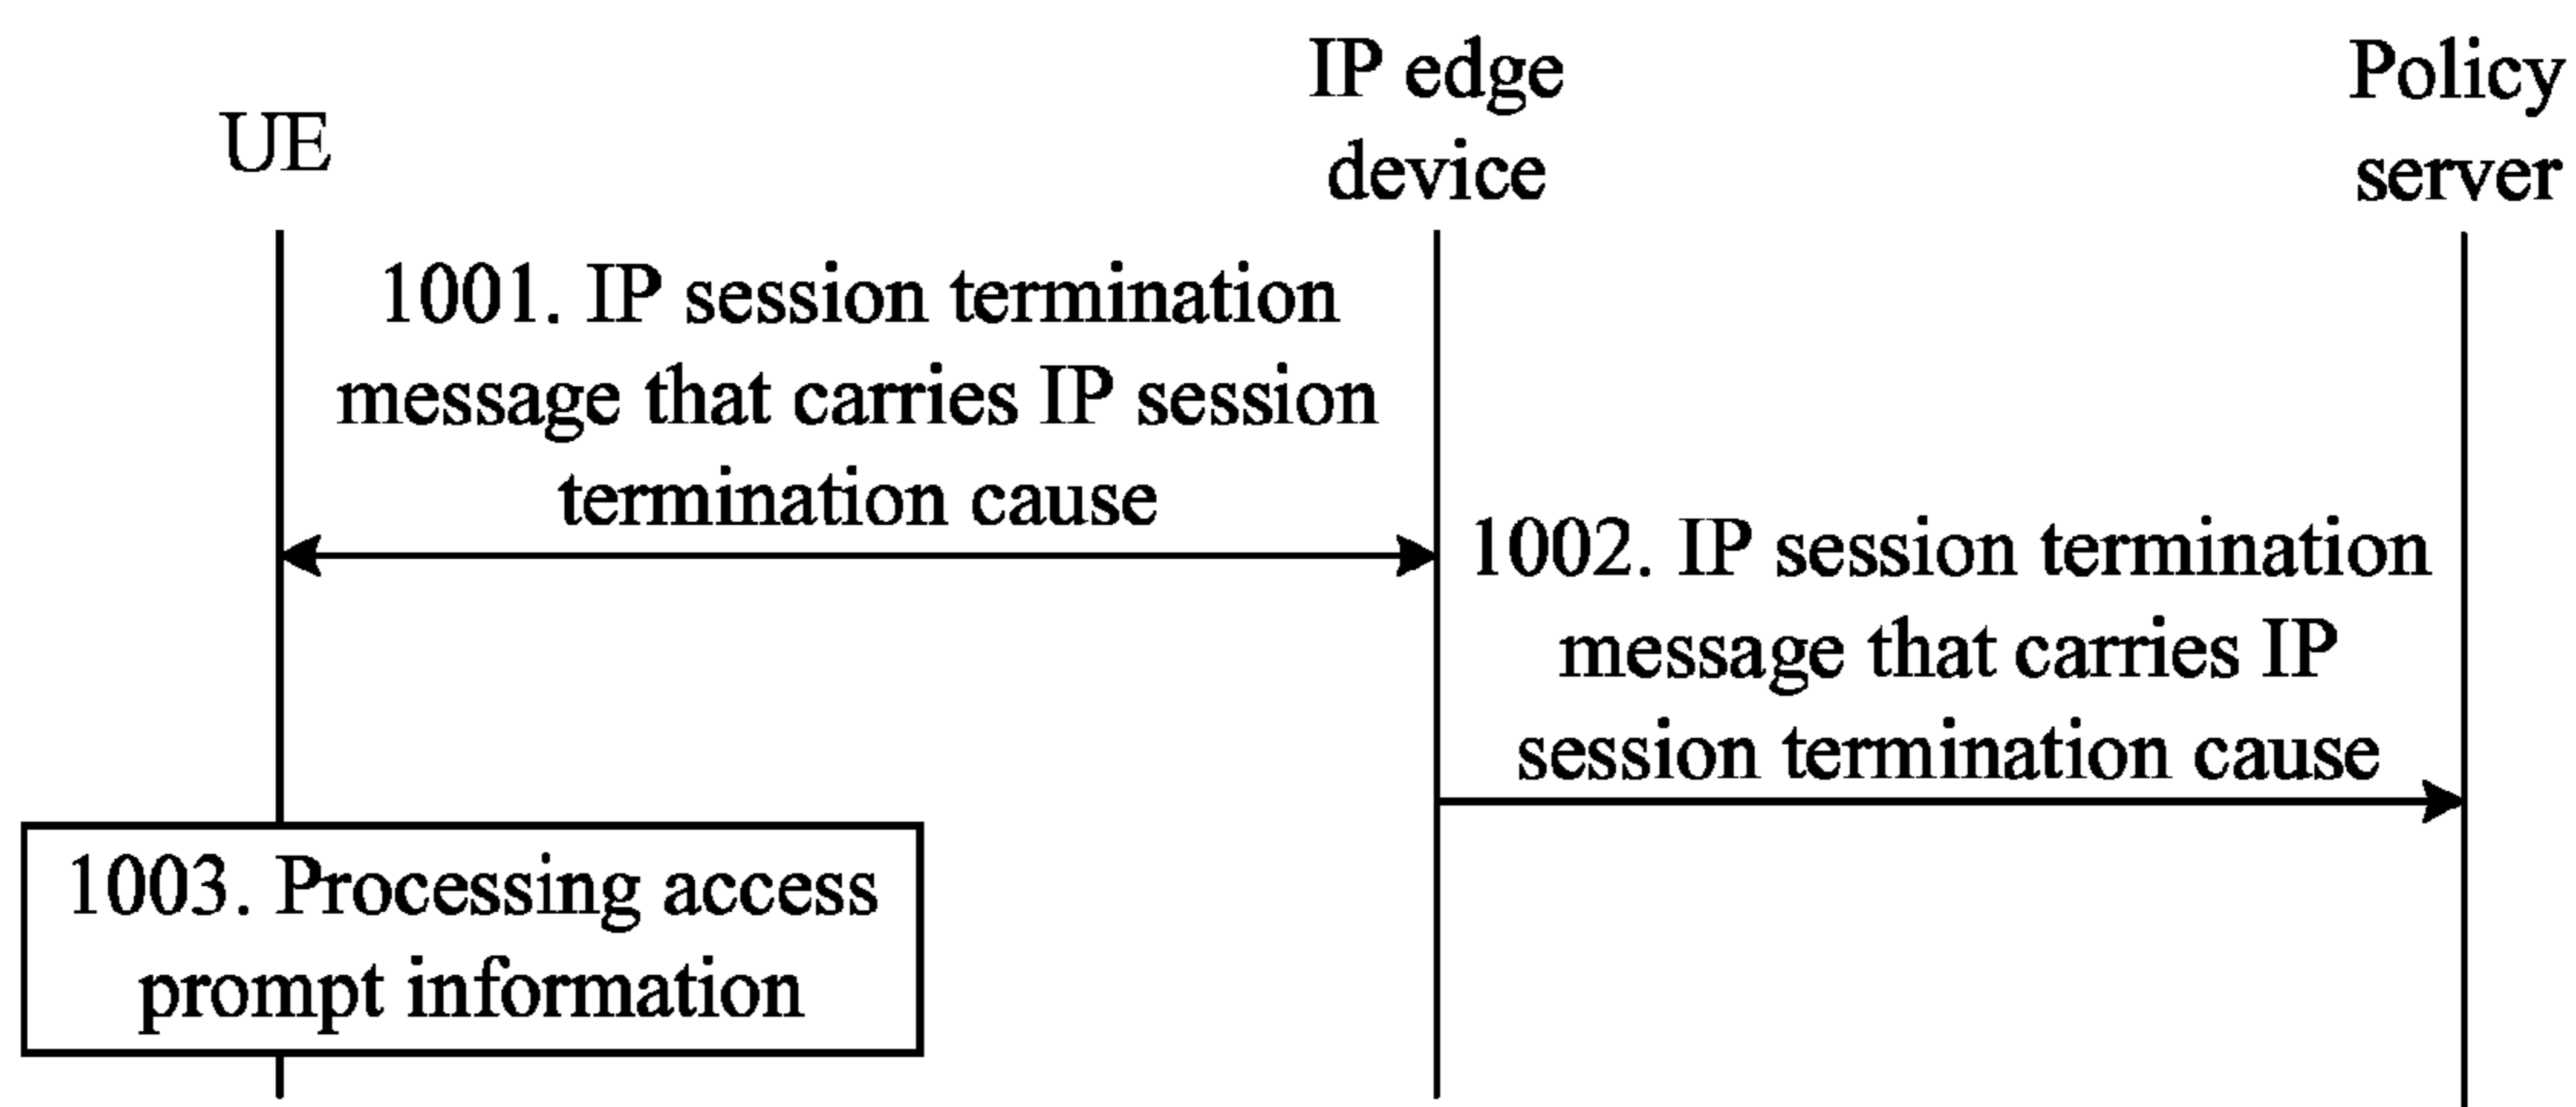 UE
IP edge
device
Policy
server
1001. IP session termination
message that carries IP session
termination cause
1002. IP session termination
message that carries IP
session termination cause
1003. Processing access
prompt information